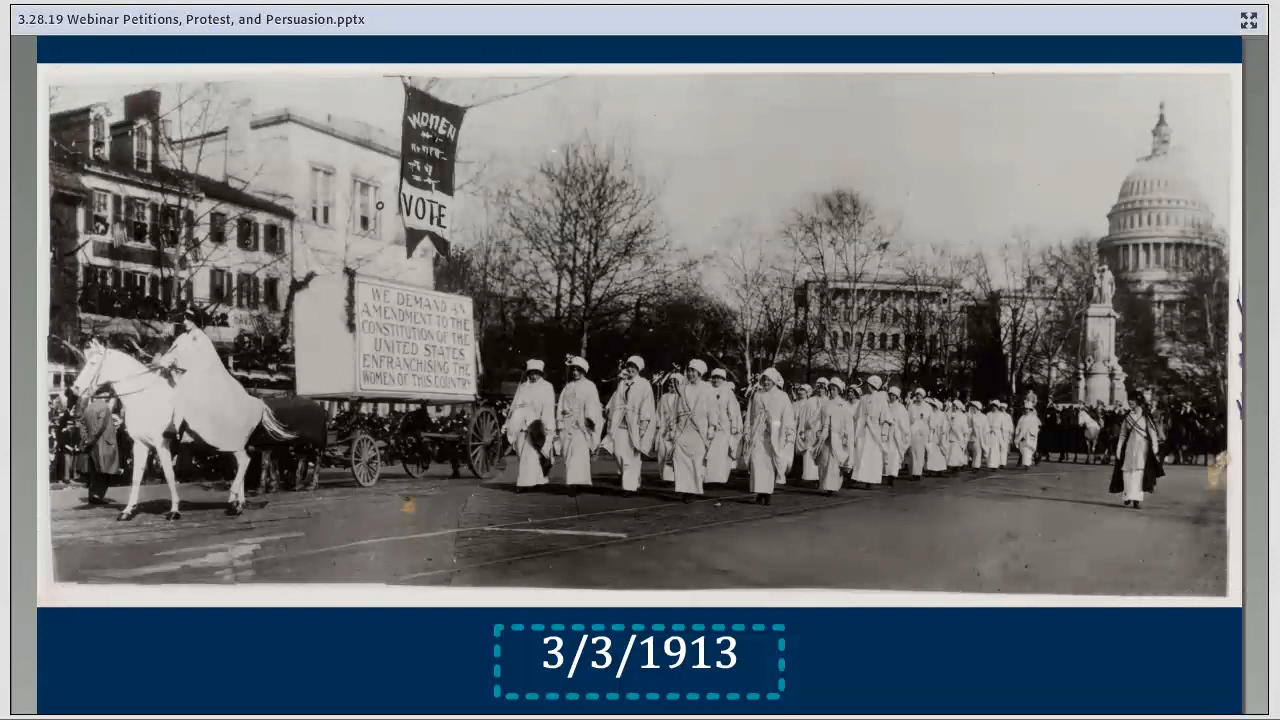 3.28.19 Webinar Petitions, Protest, and Persuasion.pptx
WOMEN
VOTE
WE DEMAND AN
AMENDMENT TO THE
CONSTITUTION OF THE
UNITED STATES
ENFRANCHISING THE
WOMEN OF THIS COUNTRY
3/3/1913